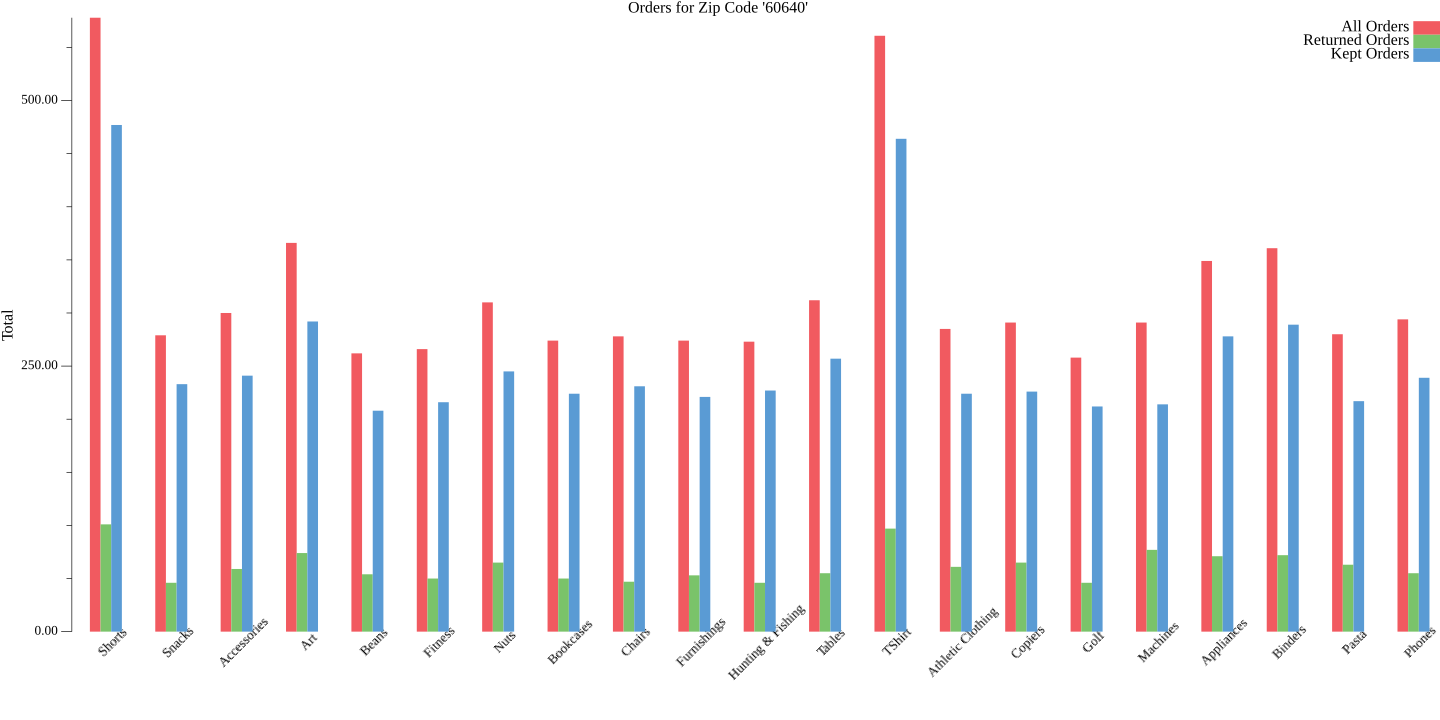 Orders for Zip Code '60640'
All Orders
Returned Orders
Kept Orders
Total
500.00
250.00
0.00
Shorts
Snacks
Accessories
Art
Beans
Fitness
Nuts
Bookcases
Chairs
Furnishings
Hunting & Fishing
Tables
TShirt
Athletic Clothing
Copiers
Golf
Machines
Appliances
Binders
Pasta
Phones